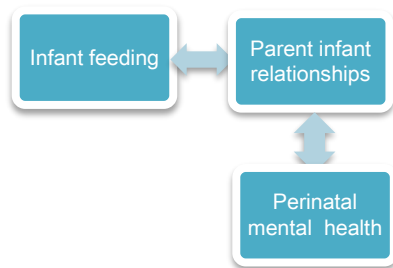 Infant feeding
Parent infant
relationships
Perinatal
mental health